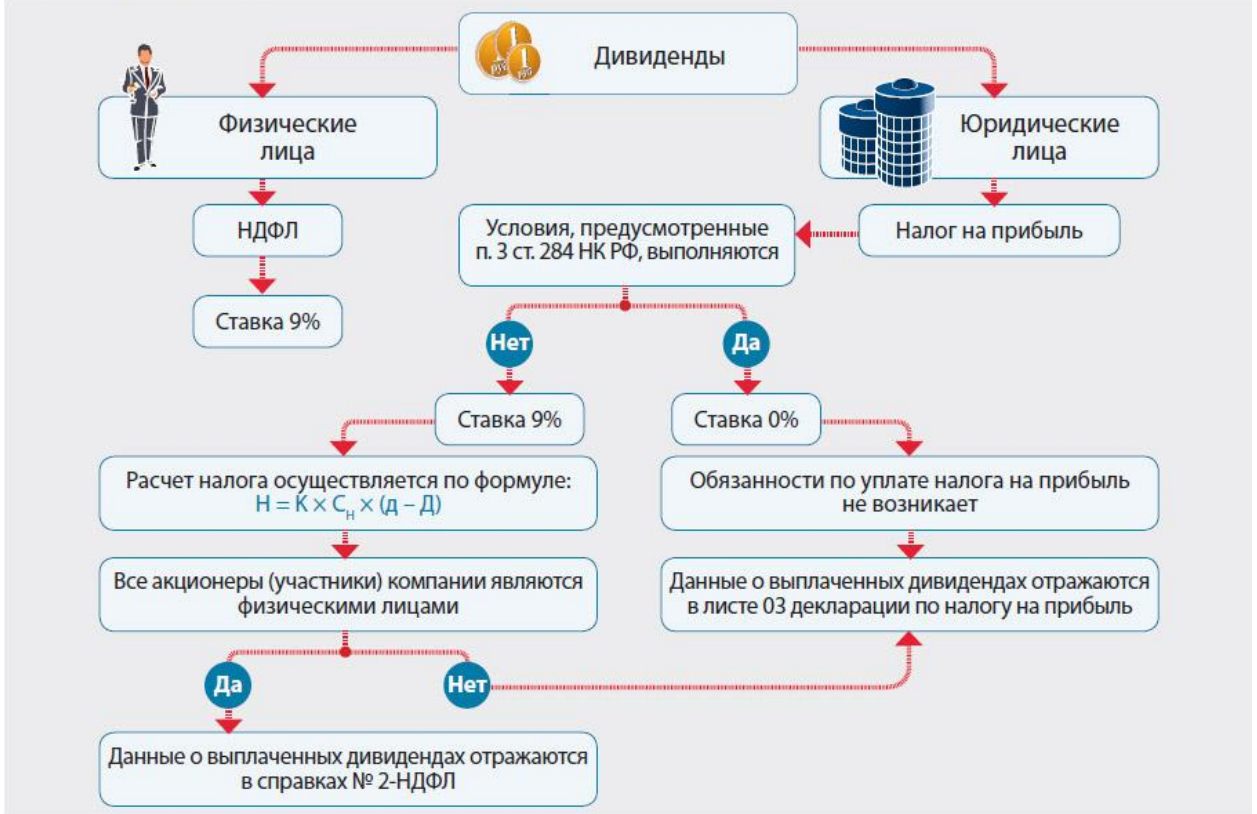 Дивиденды
Физические
лица
Юридические
лица
НДФЛ
Условия, предусмотренные
п. 3 ст. 284 НК РФ, выполняются
Налог на прибыль
Ставка 9%
Нет
Да
Ставка 9%
Ставка 0%
Расчет налога осуществляется по формуле:
Н = К × Сн × (д – Д)
Обязанности по уплате налога на прибыль
не возникает
Все акционеры (участники) компании являются
физическими лицами
Данные о выплаченных дивидендах отражаются
в листе 03 декларации по налогу на прибыль
Да
Нет
Данные о выплаченных дивидендах отражаются
в справках № 2-НДФЛ